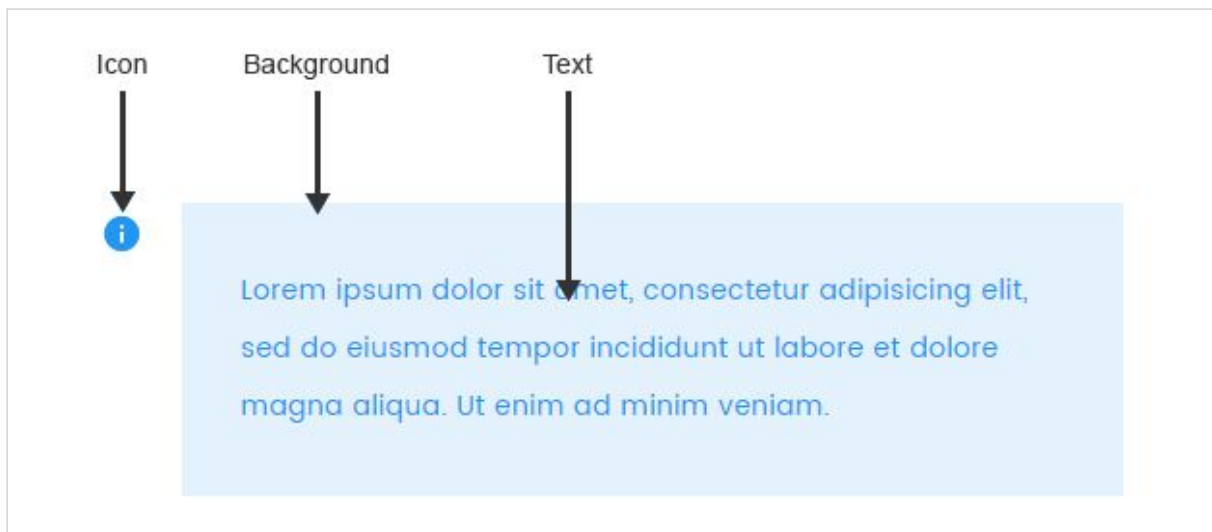 Icon Background Text
i
Lorem ipsum dolor sit amet, consectetur adipisicing elit,
sed do eiusmod tempor incididunt ut labore et dolore
magna aliqua. Ut enim ad minim veniam.